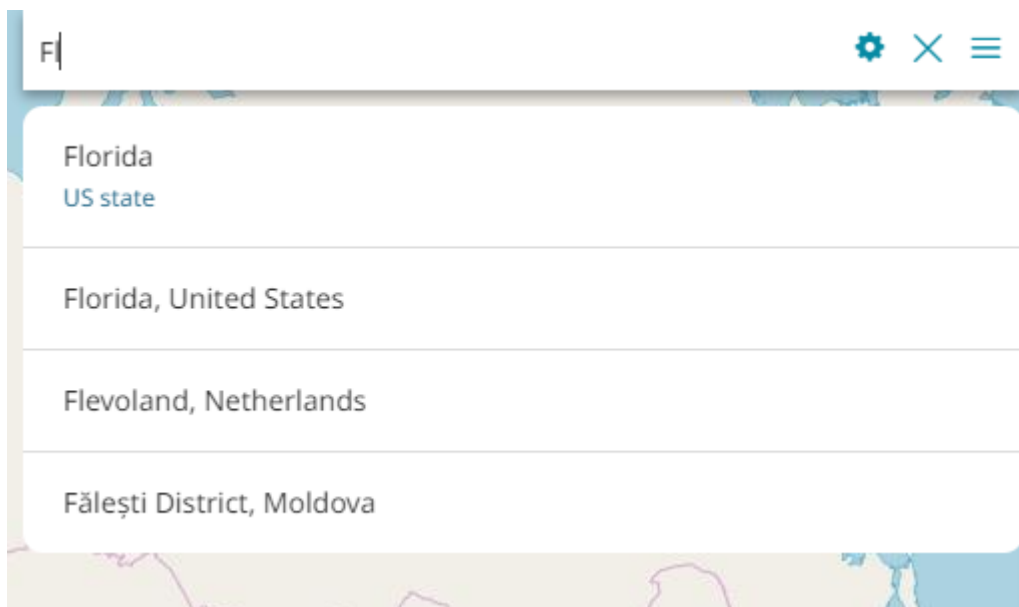 Fl
Florida
US state
Florida, United States
Flevoland, Netherlands
Fălești District, Moldova